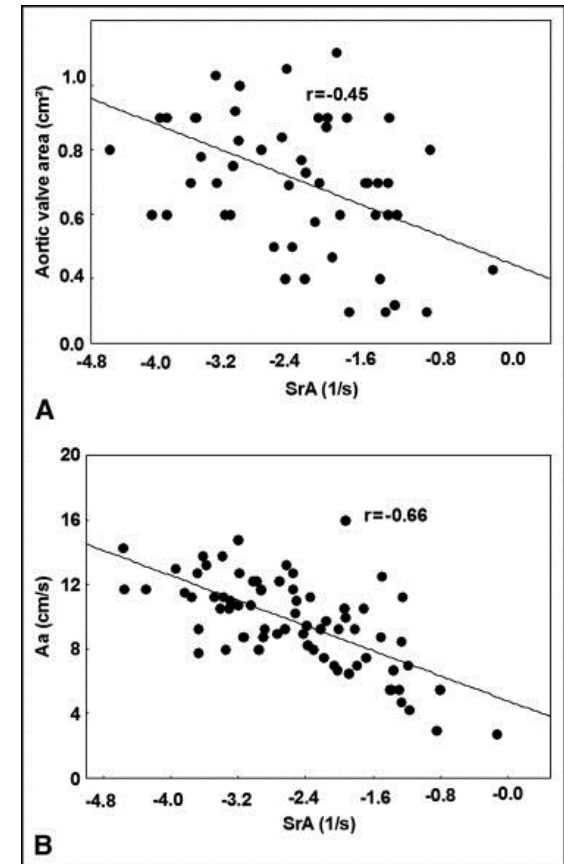 1.0
r=-0.45
0.8
0.6
0.4
0.0
Aortic valve area (cm²)
-4.8 -4.0 -3.2 -2.4 -1.6 -0.8 0.0
SrA (1/s)
A
20
r=-0.66
16
12
8
4
0
Aa (cm/s)
-4.8 -4.0 -3.2 -2.4 -1.6 -0.8 -0.0
SrA (1/s)
B